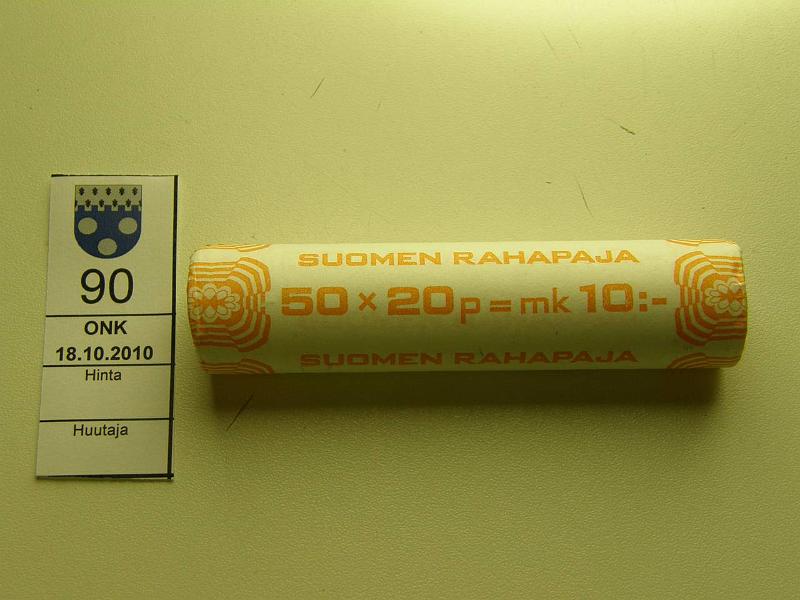 90
ONK
18.10.2010
Hinta
Huutaja
SUOMEN RAHAPAJA
50 × 20 p = mk 10:-
SUOMEN RAHAPAJA